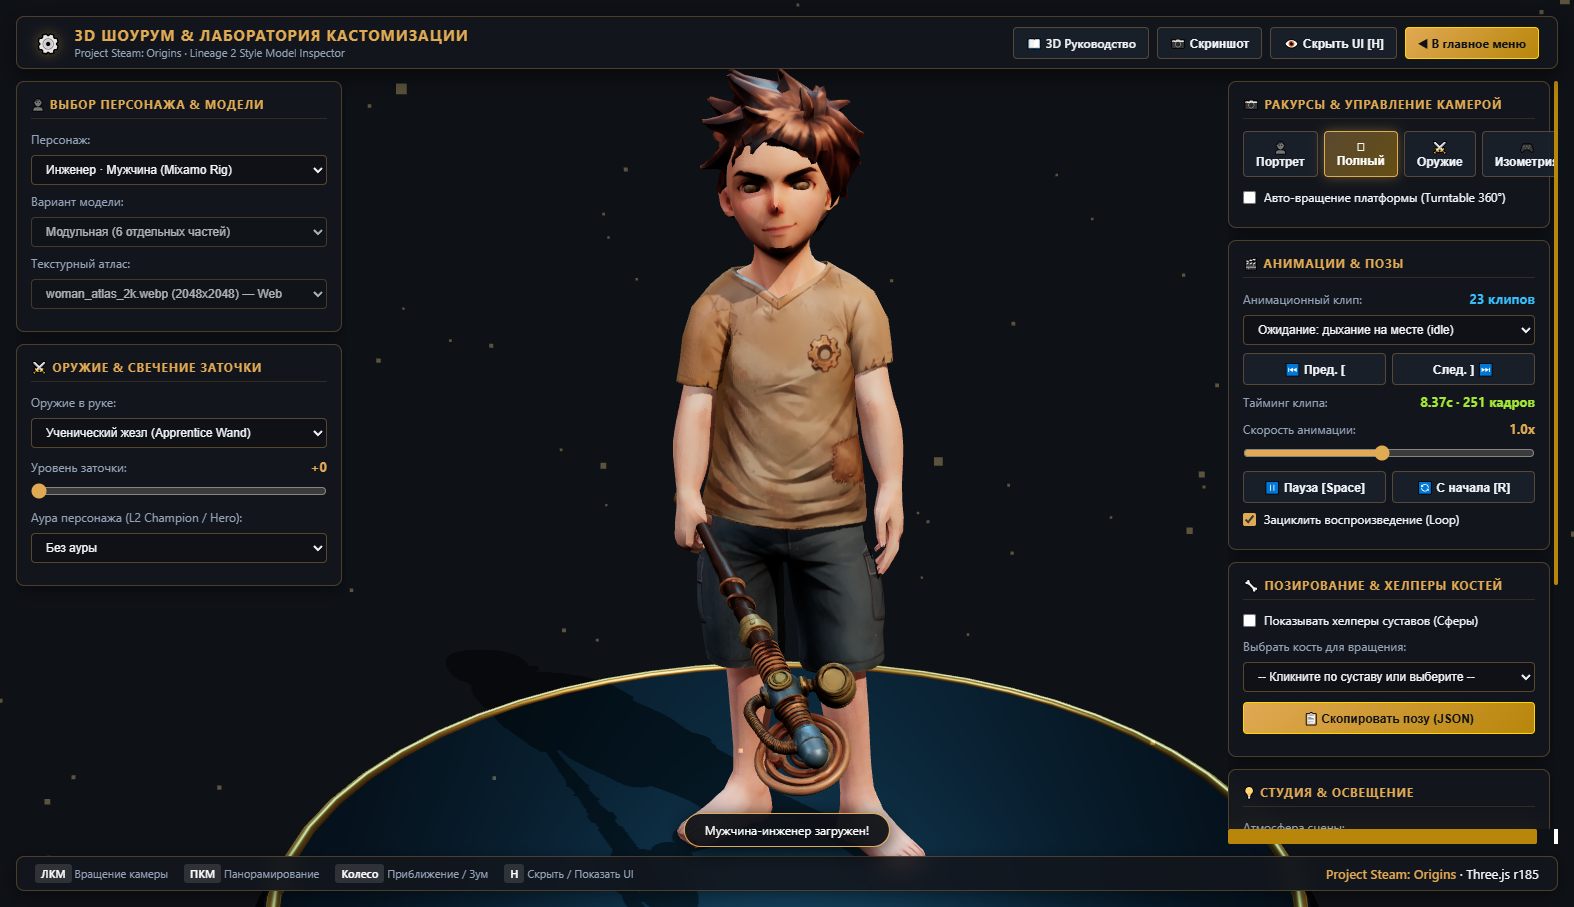 3D ШОУРУМ & ЛАБОРАТОРИЯ КАСТОМИЗАЦИИ
Project Steam: Origins · Lineage 2 Style Model Inspector
3D Руководство
Скриншот
Скрыть UI [H]
◀ В главное меню
ВЫБОР ПЕРСОНАЖА & МОДЕЛИ
Персонаж:
Инженер - Мужчина (Mixamo Rig)
Вариант модели:
Модульная (6 отдельных частей)
Текстурный атлас:
woman_atlas_2k.webp (2048x2048) — Web
ОРУЖИЕ & СВЕЧЕНИЕ ЗАТОЧКИ
Оружие в руке:
Ученический жезл (Apprentice Wand)
Уровень заточки: +0
Аура персонажа (L2 Champion / Hero):
Без ауры
РАКУРСЫ & УПРАВЛЕНИЕ КАМЕРОЙ
Портрет
Полный
Оружие
Изометрия
Авто-вращение платформы (Turntable 360°)
АНИМАЦИИ & ПОЗЫ
Анимационный клип: 23 клипов
Ожидание: дыхание на месте (idle)
Пред. [
След. ]
Тайминг клипа: 8.37с · 251 кадров
Скорость анимации: 1.0x
Пауза [Space]
С начала [R]
Зациклить воспроизведение (Loop)
ПОЗИРОВАНИЕ & ХЕЛПЕРЫ КОСТЕЙ
Показывать хелперы суставов (Сферы)
Выбрать кость для вращения:
-- Кликните по суставу или выберите --
Скопировать позу (JSON)
СТУДИЯ & ОСВЕЩЕНИЕ
Атмосфера сцены:
Мужчина-инженер загружен!
ЛКМ Вращение камеры
ПКМ Панорамирование
Колесо Приближение / Зум
H Скрыть / Показать UI
Project Steam: Origins · Three.js r185